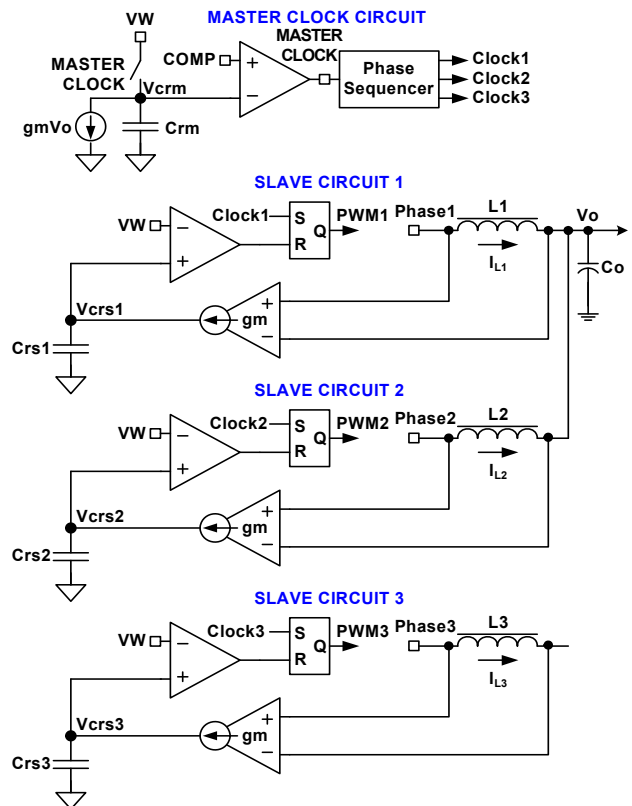 MASTER CLOCK CIRCUIT
VW
MASTER
CLOCK
COMP
MASTER
CLOCK
Vcrm
gmVo
Crm
+
−
Phase
Sequencer
Clock1
Clock2
Clock3
SLAVE CIRCUIT 1
VW
−
+
Clock1
S
R
Q
PWM1
Phase1
L1
Vo
IL1
Co
Vcrs1
gm
+
−
Crs1
SLAVE CIRCUIT 2
VW
−
+
Clock2
S
R
Q
PWM2
Phase2
L2
IL2
Vcrs2
gm
+
−
Crs2
SLAVE CIRCUIT 3
VW
−
+
Clock3
S
R
Q
PWM3
Phase3
L3
IL3
Vcrs3
gm
+
−
Crs3